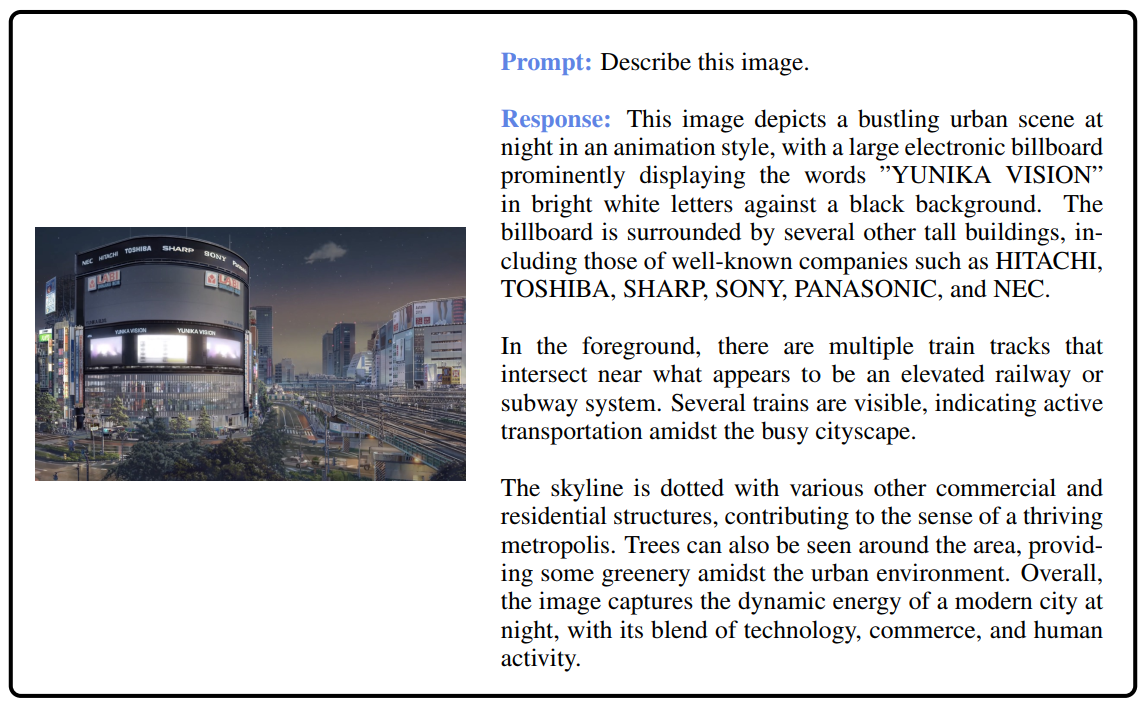 NEC HITACHI TOSHIBA SHARP SONY Panasonic
LABI LABI
YUNIKA VISION YUNIKA VISION
Prompt: Describe this image.
Response: This image depicts a bustling urban scene at
night in an animation style, with a large electronic billboard
prominently displaying the words ”YUNIKA VISION”
in bright white letters against a black background. The
billboard is surrounded by several other tall buildings, in-
cluding those of well-known companies such as HITACHI,
TOSHIBA, SHARP, SONY, PANASONIC, and NEC.
In the foreground, there are multiple train tracks that
intersect near what appears to be an elevated railway or
subway system. Several trains are visible, indicating active
transportation amidst the busy cityscape.
The skyline is dotted with various other commercial and
residential structures, contributing to the sense of a thriving
metropolis. Trees can also be seen around the area, provid-
ing some greenery amidst the urban environment. Overall,
the image captures the dynamic energy of a modern city at
night, with its blend of technology, commerce, and human
activity.